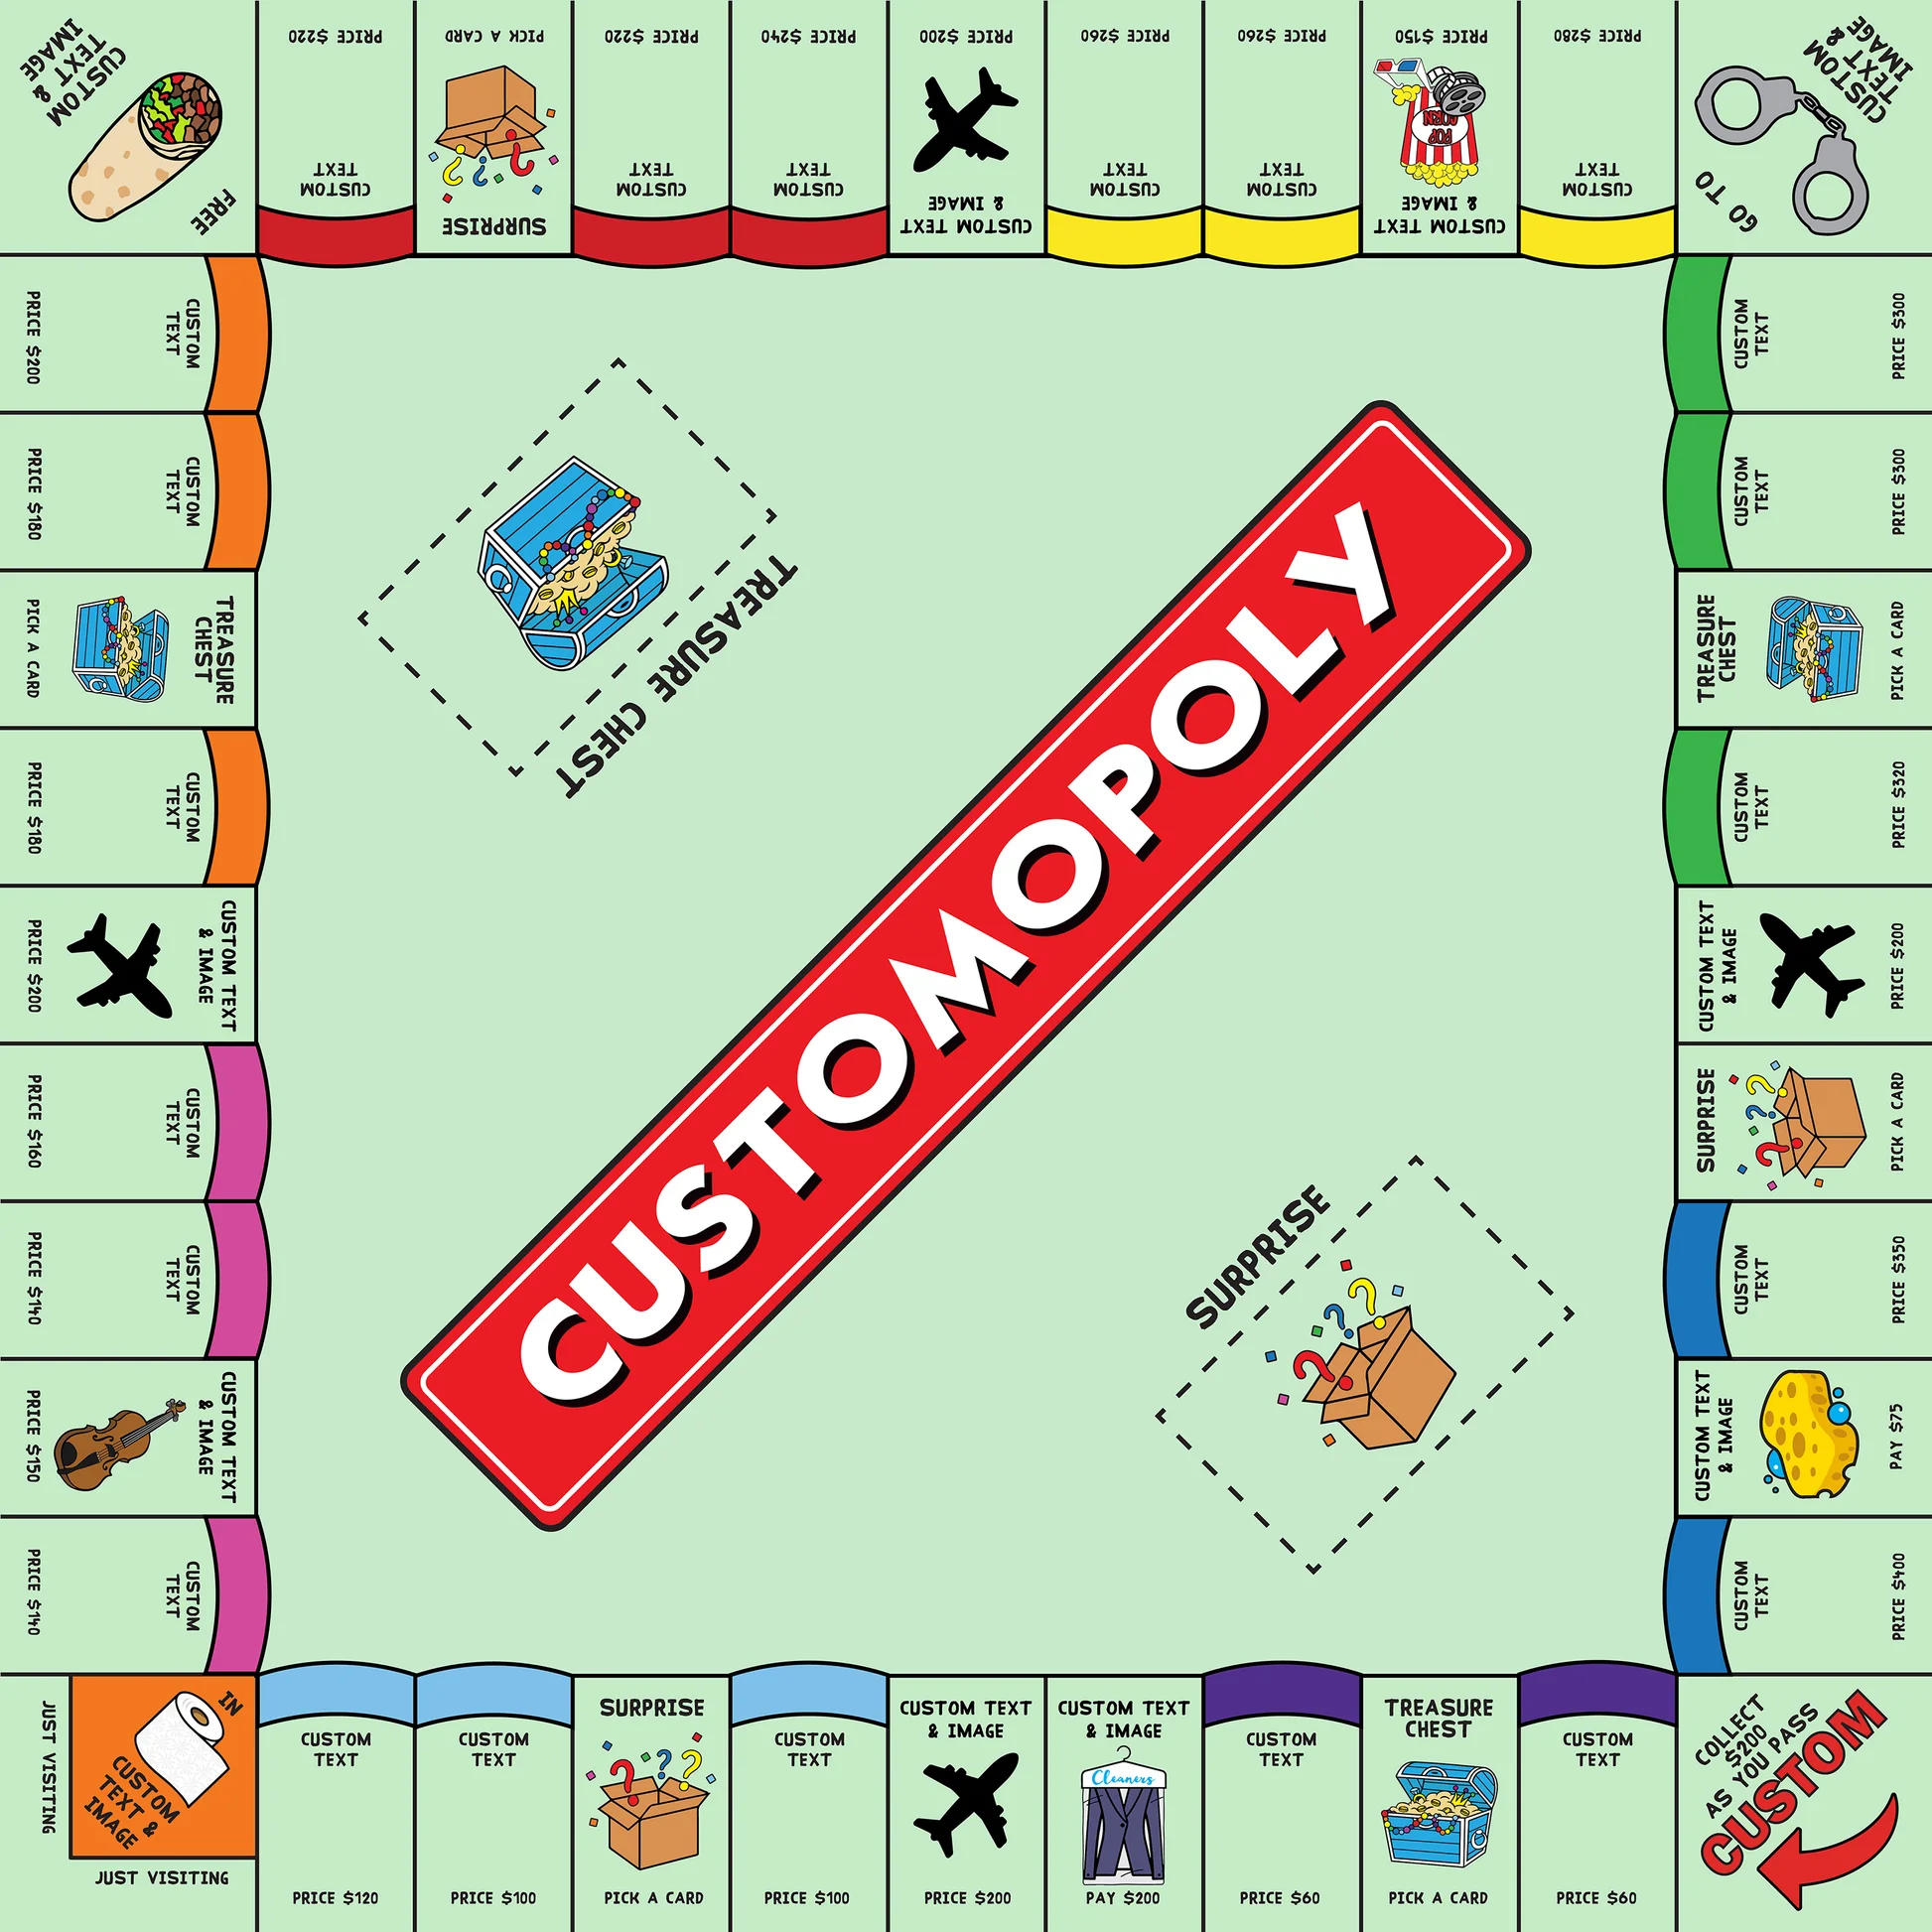 CUSTOM
TEXT
&
IMAGE
FREE
PRICE $220
CUSTOM
TEXT
PICK A CARD
SURPRISE
PRICE $220
CUSTOM
TEXT
PRICE $240
CUSTOM
TEXT
PRICE $200
CUSTOM TEXT
& IMAGE
PRICE $260
CUSTOM
TEXT
PRICE $260
CUSTOM
TEXT
PRICE $150
POP
CORN
CUSTOM TEXT
& IMAGE
PRICE $280
CUSTOM
TEXT
GO TO
CUSTOM
TEXT
&
IMAGE
CUSTOM
TEXT
PRICE $300
CUSTOM
TEXT
PRICE $300
TREASURE
CHEST
PICK A CARD
CUSTOM
TEXT
PRICE $320
CUSTOM TEXT
& IMAGE
PRICE $200
SURPRISE
PICK A CARD
CUSTOM
TEXT
PRICE $350
CUSTOM TEXT
& IMAGE
PAY $75
CUSTOM
TEXT
PRICE $400
COLLECT
$200
AS YOU PASS
CUSTOM
CUSTOM
TEXT
PRICE $60
TREASURE
CHEST
PICK A CARD
CUSTOM
TEXT
PRICE $60
CUSTOM TEXT
& IMAGE
Cleaners
PAY $200
CUSTOM TEXT
& IMAGE
PRICE $200
CUSTOM
TEXT
PRICE $100
SURPRISE
PICK A CARD
CUSTOM
TEXT
PRICE $100
CUSTOM
TEXT
PRICE $120
IN
CUSTOM
TEXT &
IMAGE
JUST VISITING
JUST VISITING
CUSTOM
TEXT
PRICE $140
CUSTOM TEXT
& IMAGE
PRICE $150
CUSTOM
TEXT
PRICE $140
CUSTOM
TEXT
PRICE $160
CUSTOM TEXT
& IMAGE
PRICE $200
CUSTOM
TEXT
PRICE $180
TREASURE
CHEST
PICK A CARD
CUSTOM
TEXT
PRICE $180
CUSTOM
TEXT
PRICE $200
TREASURE CHEST
CUSTOMOPOLY
SURPRISE